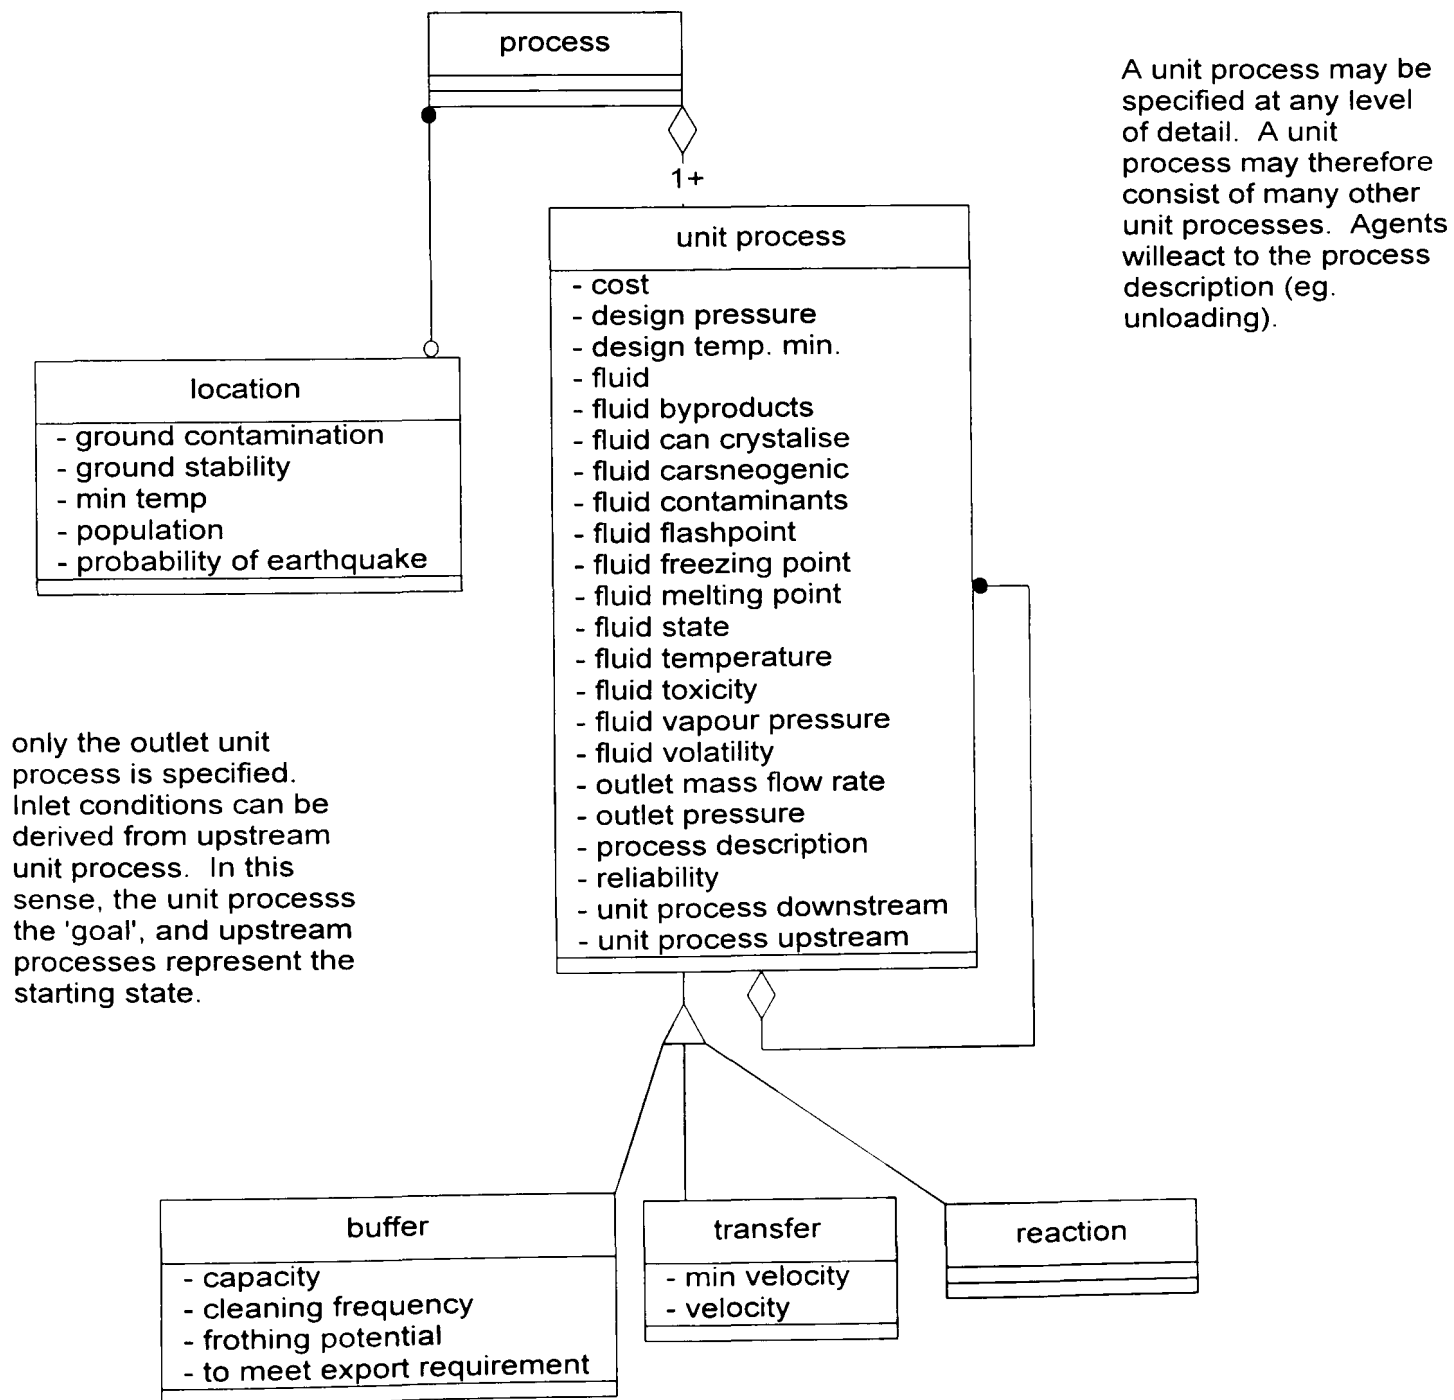 process
A unit process may be
specified at any level
of detail.  A unit
process may therefore
consist of many other
unit processes.  Agents
willeact to the process
description (eg.
unloading).
1+
unit process
- cost
- design pressure
- design temp. min.
- fluid
- fluid byproducts
- fluid can crystalise
- fluid carsneogenic
- fluid contaminants
- fluid flashpoint
- fluid freezing point
- fluid melting point
- fluid state
- fluid temperature
- fluid toxicity
- fluid vapour pressure
- fluid volatility
- outlet mass flow rate
- outlet pressure
- process description
- reliability
- unit process downstream
- unit process upstream
location
- ground contamination
- ground stability
- min temp
- population
- probability of earthquake
only the outlet unit
process is specified.
Inlet conditions can be
derived from upstream
unit process.  In this
sense, the unit processs
the 'goal', and upstream
processes represent the
starting state.
buffer
- capacity
- cleaning frequency
- frothing potential
- to meet export requirement
transfer
- min velocity
- velocity
reaction